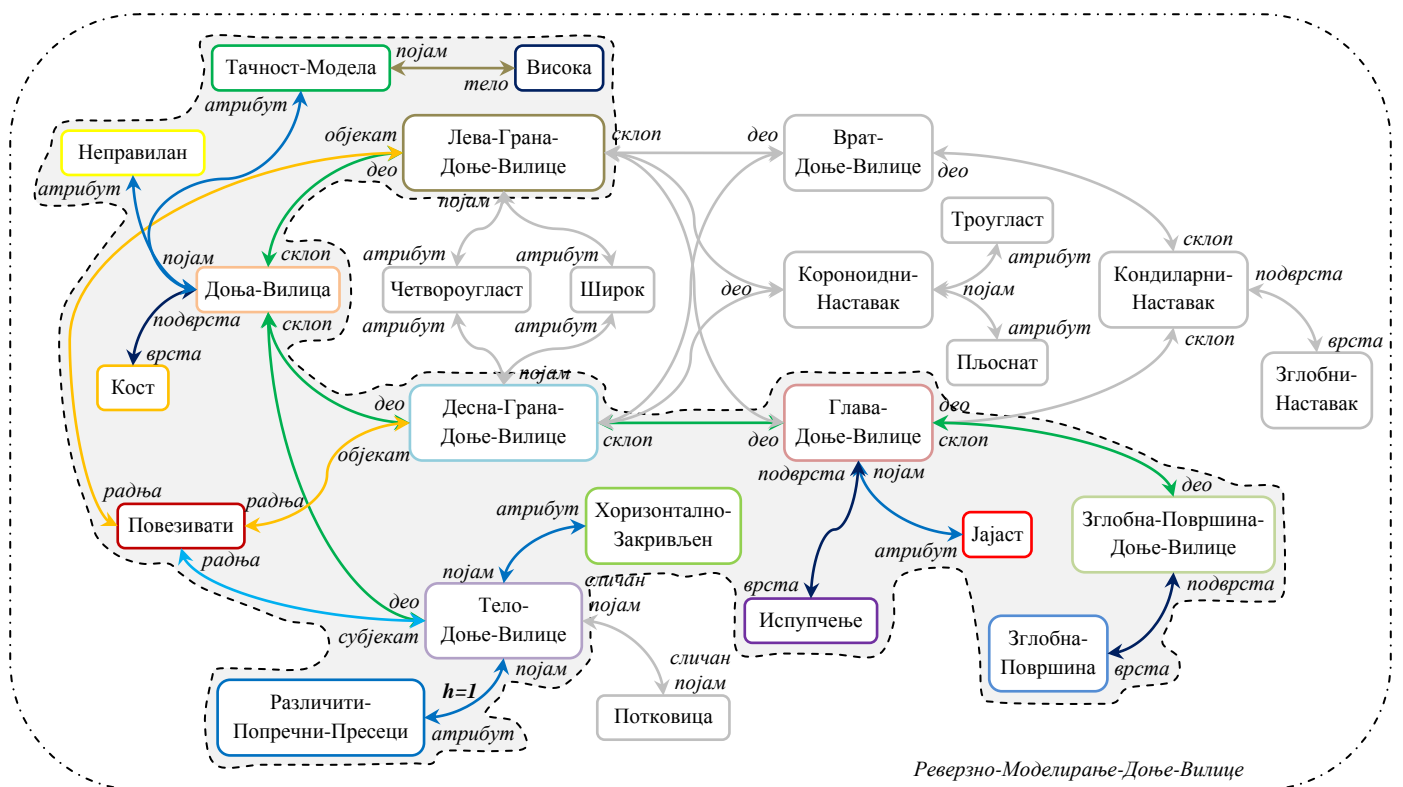 појам
Тачност-Модела
Висока
тело
атрибут
објекат
Лева-Грана-
Доње-Вилице
склоп
део
Врат-
Доње-Вилице
део
Неправилан
атрибут
део
појам
Троугласт
атрибут
појам
склоп
атрибут
атрибут
склоп
Доња-Вилица
Четвороугласт
Широк
део
Короноидни-
Наставак
појам
Кондиларни-
Наставак
подврста
подврста
склоп
атрибут
атрибут
атрибут
склоп
врста
врста
Кост
појам
Пљоснат
Зглобни-
Наставак
део
Десна-Грана-
Доње-Вилице
објекат
склоп
део
Глава-
Доње-Вилице
део
склоп
подврста
појам
део
радња
радња
Повезивати
радња
атрибут
Хоризонтално-
Закривљен
Јајаст
атрибут
Зглобна-Површина-
Доње-Вилице
подврста
појам
сличан
појам
врста
део
Тело-
Доње-Вилице
субјекат
Испупчење
Зглобна-
Површина
врста
појам
сличан
појам
h=1
Различити-
Попречни-Пресеци
атрибут
Потковица
Реверзно-Моделирање-Доње-Вилице